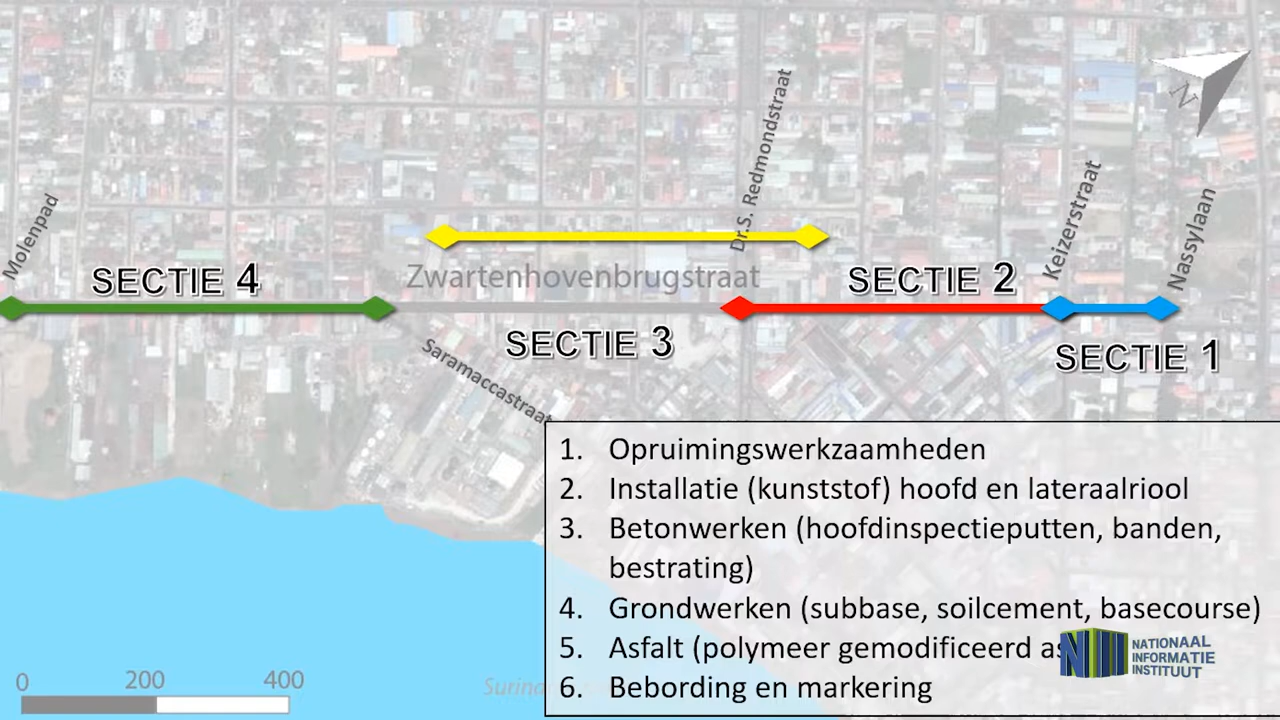 N
Dr.S. Redmondstraat
Keizerstraat
Nassylaan
Molenpad
SECTIE 4
Zwartenhovenbrugstraat
SECTIE 2
SECTIE 3
SECTIE 1
Saramaccastraat
1. Opruimingswerkzaamheden
2. Installatie (kunststof) hoofd en lateraalriool
3. Betonwerken (hoofdinspectieputten, banden,
bestrating)
4. Grondwerken (subbase, soilcement, basecourse)
5. Asfalt (polymeer gemodificeerd
6. Bebording en markering
NATIONAAL
INFORMATIE
INSTITUUT
0 200 400